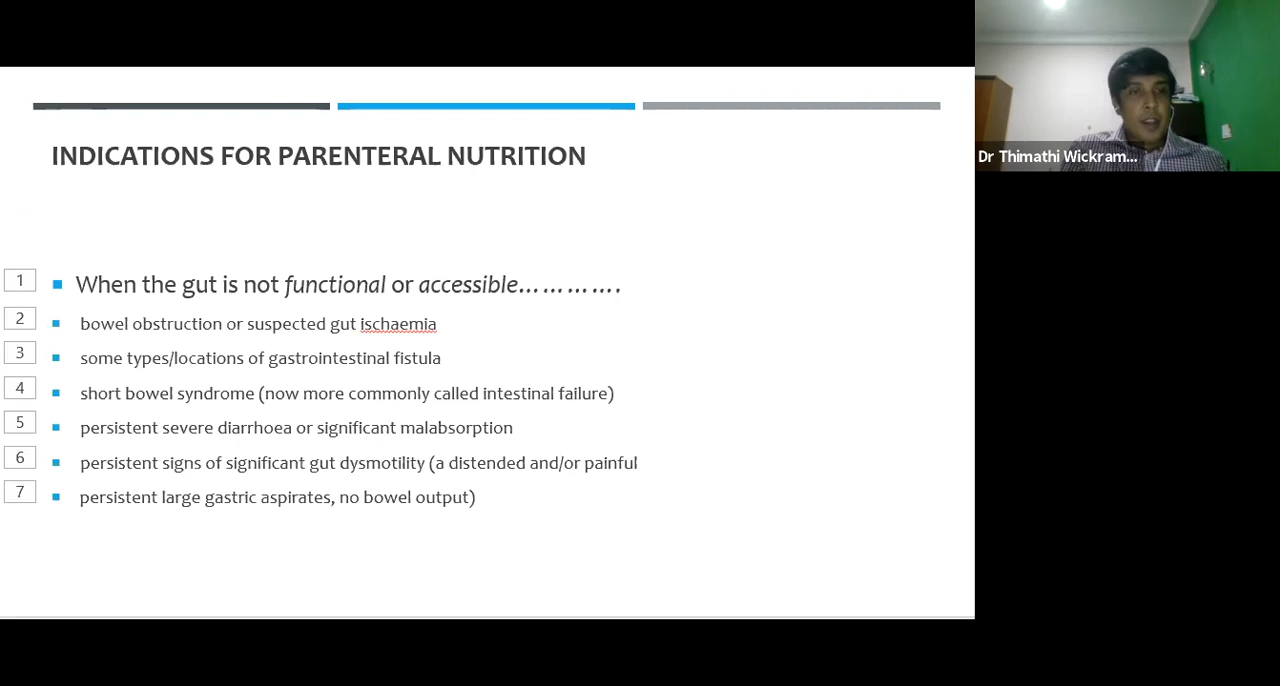 INDICATIONS FOR PARENTERAL NUTRITION
1 When the gut is not functional or accessible………….
2 bowel obstruction or suspected gut ischaemia
3 some types/locations of gastrointestinal fistula
4 short bowel syndrome (now more commonly called intestinal failure)
5 persistent severe diarrhoea or significant malabsorption
6 persistent signs of significant gut dysmotility (a distended and/or painful
7 persistent large gastric aspirates, no bowel output)
Dr Thimathi Wickram...